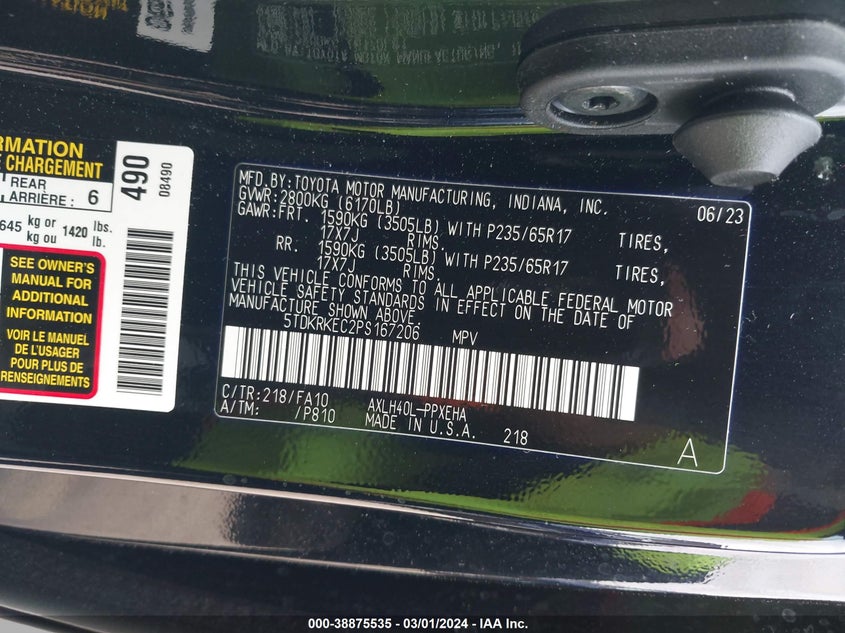 RMATION
E CHARGEMENT
REAR
ARRIÈRE: 6
645 kg or 1420 lbs.
kg ou lb.
490
08490
SEE OWNER'S
MANUAL FOR
ADDITIONAL
INFORMATION
VOIR LE MANUEL
DE L'USAGER
POUR PLUS DE
RENSEIGNEMENTS
MFD.BY:TOYOTA MOTOR MANUFACTURING, INDIANA, INC. 06/23
GVWR:2800KG (6170LB)
GAWR:FRT. 1590KG (3505LB) WITH P235/65R17 TIRES,
17X7J RIMS.
RR. 1590KG (3505LB) WITH P235/65R17 TIRES,
17X7J RIMS.
THIS VEHICLE CONFORMS TO ALL APPLICABLE FEDERAL MOTOR
VEHICLE SAFETY STANDARDS IN EFFECT ON THE DATE OF
MANUFACTURE SHOWN ABOVE
5TDKRKEC2PS167206 MPV
C/TR:218/FA10 AXLH40L-PPXEHA
A/TM: /P810 MADE IN U.S.A. 218
A
000-38875535 - 03/01/2024 - IAA Inc.